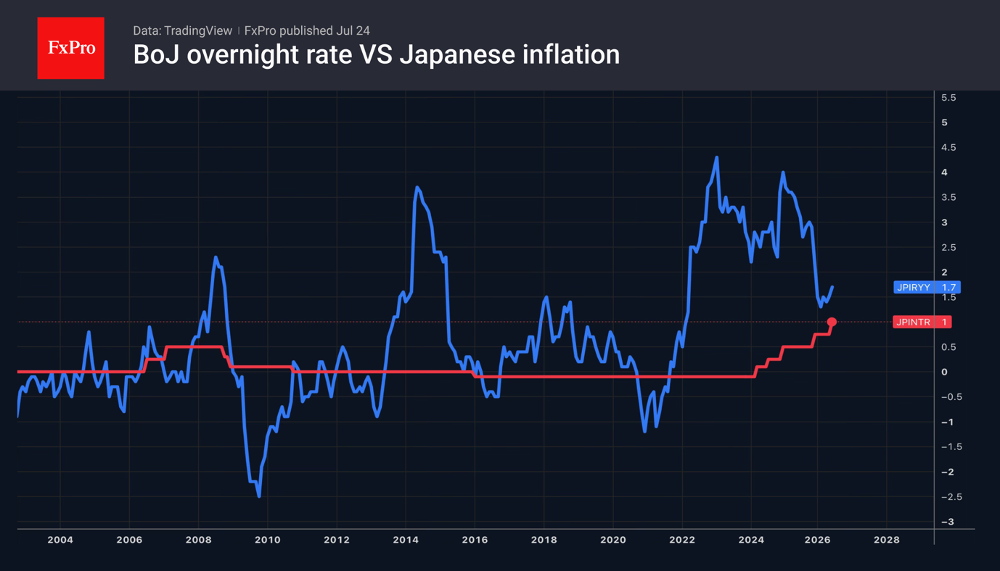 FxPro
Data: TradingView | FxPro published Jul 24
BoJ overnight rate VS Japanese inflation
5.5
5
4.5
4
3.5
3
2.5
2
JPIRYY 1.7
1.5
JPINTR 1
0.5
0
−0.5
−1
−1.5
−2
−2.5
−3
2004 2006 2008 2010 2012 2014 2016 2018 2020 2022 2024 2026 2028